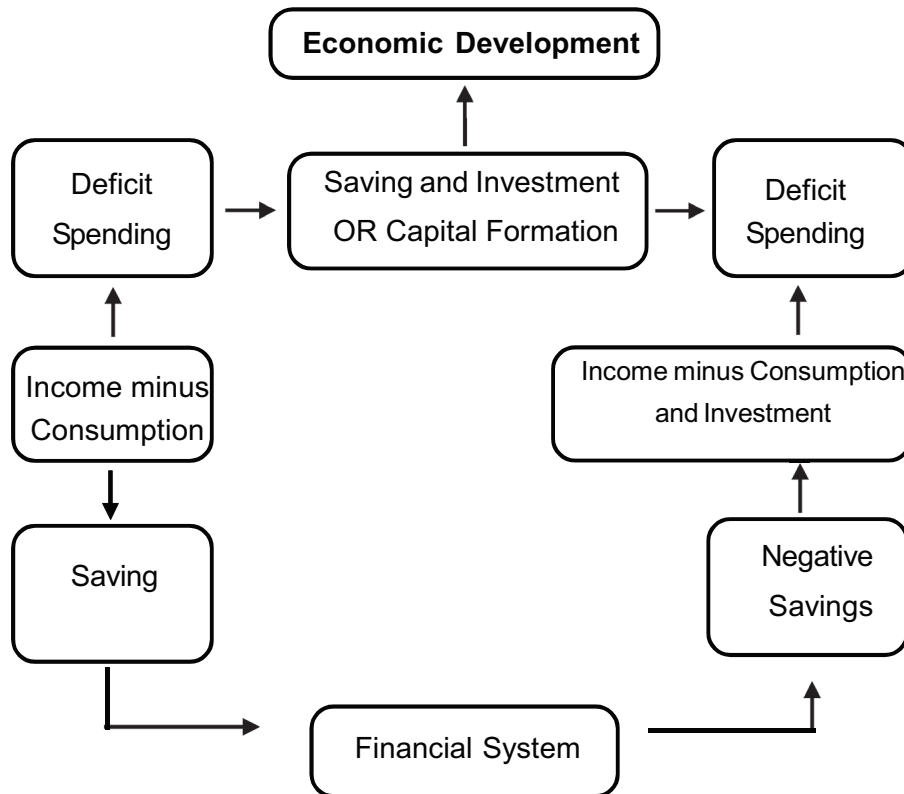 Economic Development
Deficit
Spending
Saving and Investment
OR Capital Formation
Deficit
Spending
Income minus
Consumption
Income minus Consumption
and Investment
Saving
Negative
Savings
Financial System